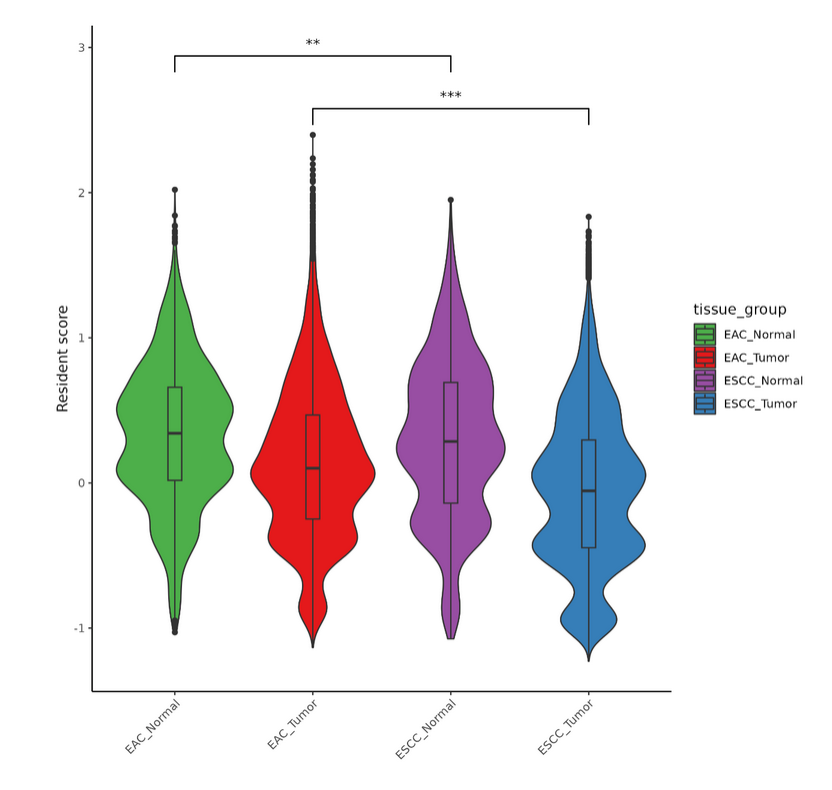 3
**
***
2
1
0
-1
Resident score
tissue_group
EAC_Normal
EAC_Tumor
ESCC_Normal
ESCC_Tumor
EAC_Normal
EAC_Tumor
ESCC_Normal
ESCC_Tumor